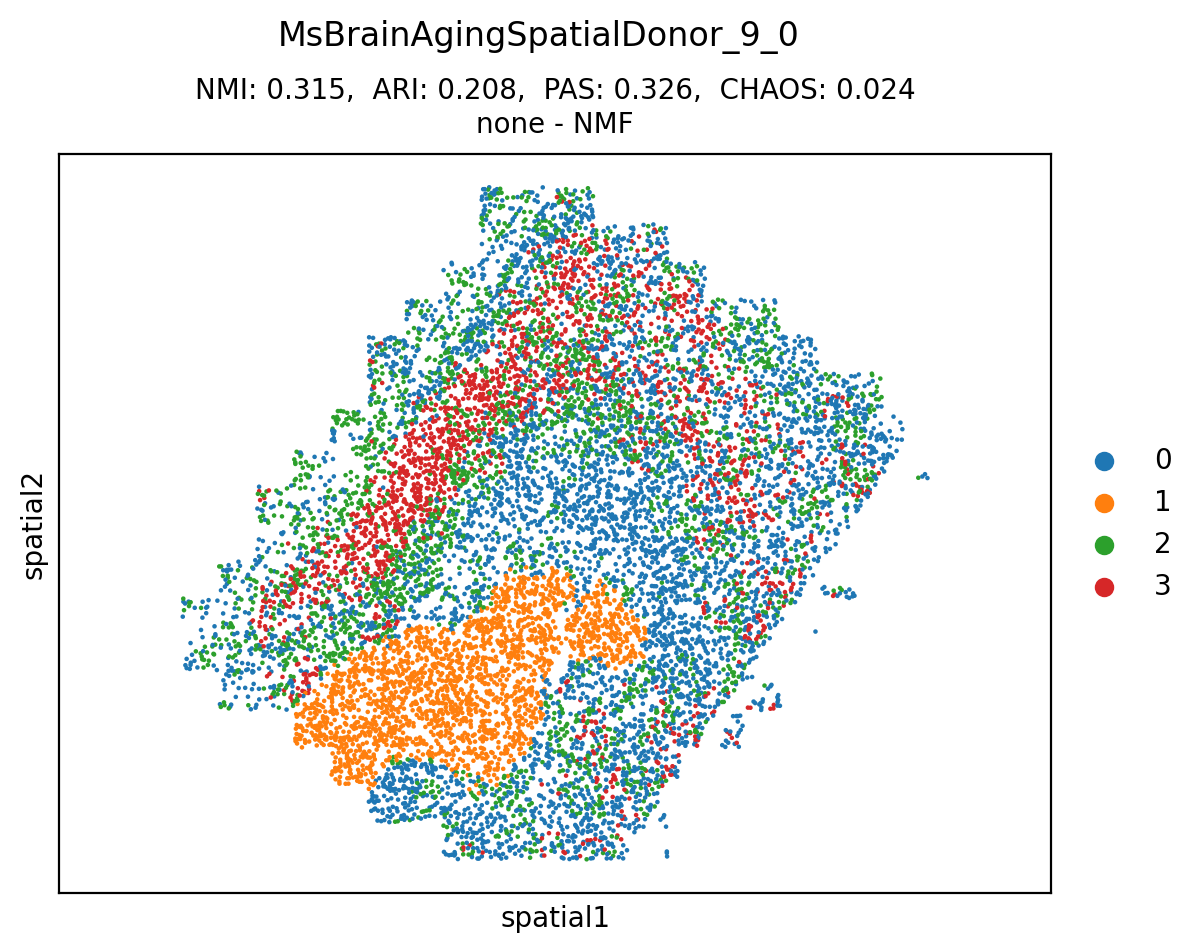 MsBrainAgingSpatialDonor_9_0
NMI: 0.315,  ARI: 0.208,  PAS: 0.326,  CHAOS: 0.024
none - NMF
spatial2
0
1
2
3
spatial1